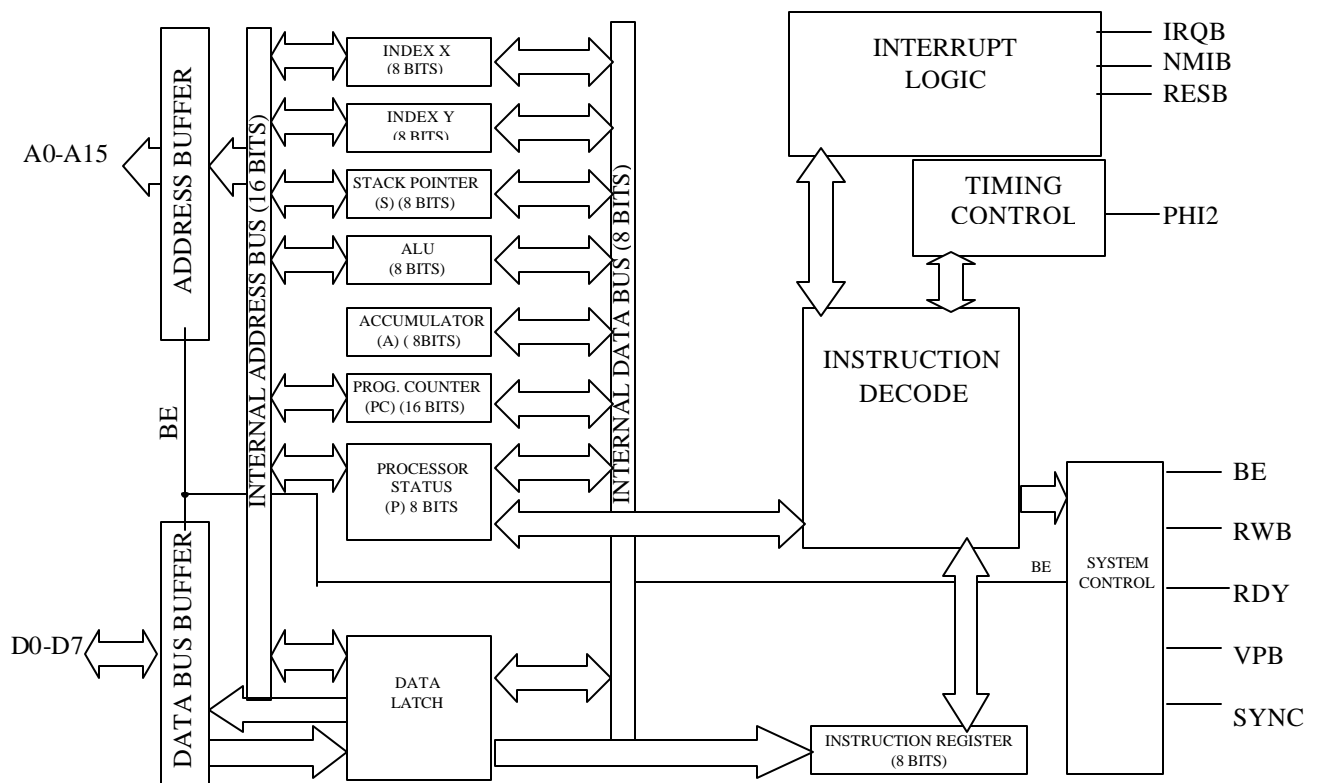 INDEX X
(8 BITS)
INDEX Y
(8 BITS)
STACK POINTER
(S) (8 BITS)
ALU
(8 BITS)
ACCUMULATOR
(A) ( 8BITS)
PROG. COUNTER
(PC) (16 BITS)
PROCESSOR
STATUS
(P) 8 BITS
DATA
LATCH
A0-A15
ADDRESS BUFFER
INTERNAL ADDRESS BUS (16 BITS)
INTERNAL DATA BUS (8 BITS)
BE
D0-D7
DATA BUS BUFFER
INTERRUPT
LOGIC
IRQB
NMIB
RESB
TIMING
CONTROL
PHI2
INSTRUCTION
DECODE
BE
SYSTEM
CONTROL
BE
RWB
RDY
VPB
SYNC
INSTRUCTION REGISTER
(8 BITS)